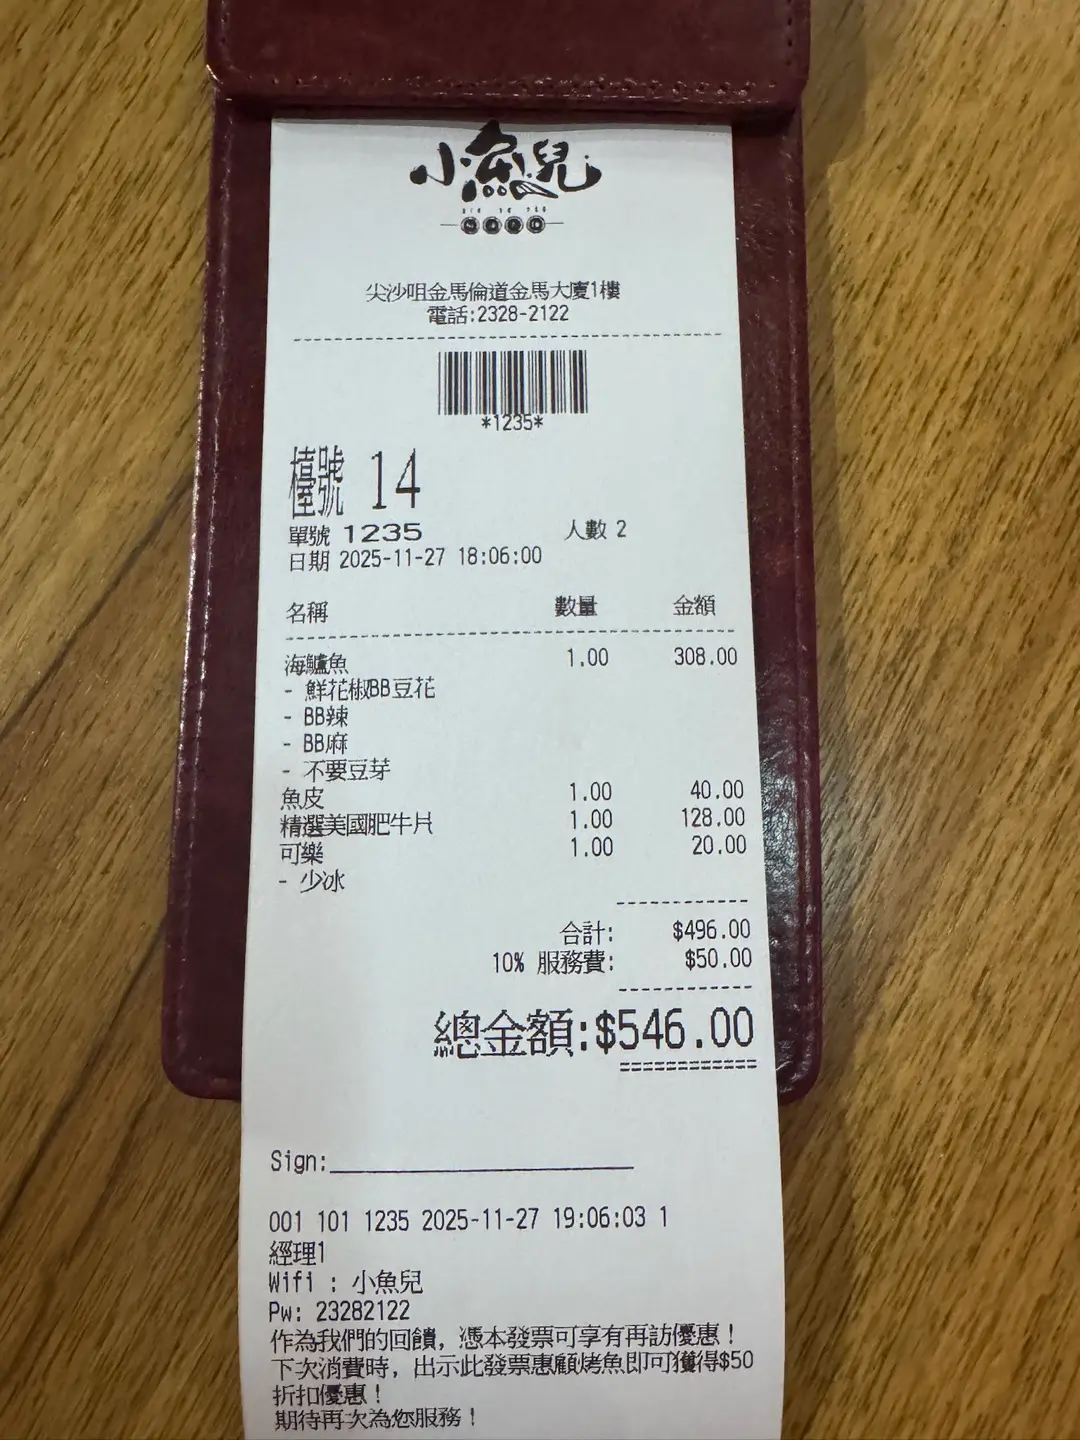 小魚兒
尖沙咀金馬倫道金馬大廈1樓
電話:2328-2122
*1235*
檯號 14
單號 1235 人數 2
日期 2025-11-27 18:06:00
名稱 數量 金額
海鱸魚 1.00 308.00
- 鮮花椒BB豆花
- BB辣
- BB麻
- 不要豆芽
魚皮 1.00 40.00
精選美國肥牛片 1.00 128.00
可樂 1.00 20.00
- 少冰
合計: $496.00
10% 服務費: $50.00
總金額:$546.00
Sign:
001 101 1235 2025-11-27 19:06:03 1
經理1
Wifi : 小魚兒
Pw: 23282122
作為我們的回饋, 憑本發票可享有再訪優惠!
下次消費時, 出示此發票惠顧烤魚即可獲得$50
折扣優惠!
期待再次為您服務!